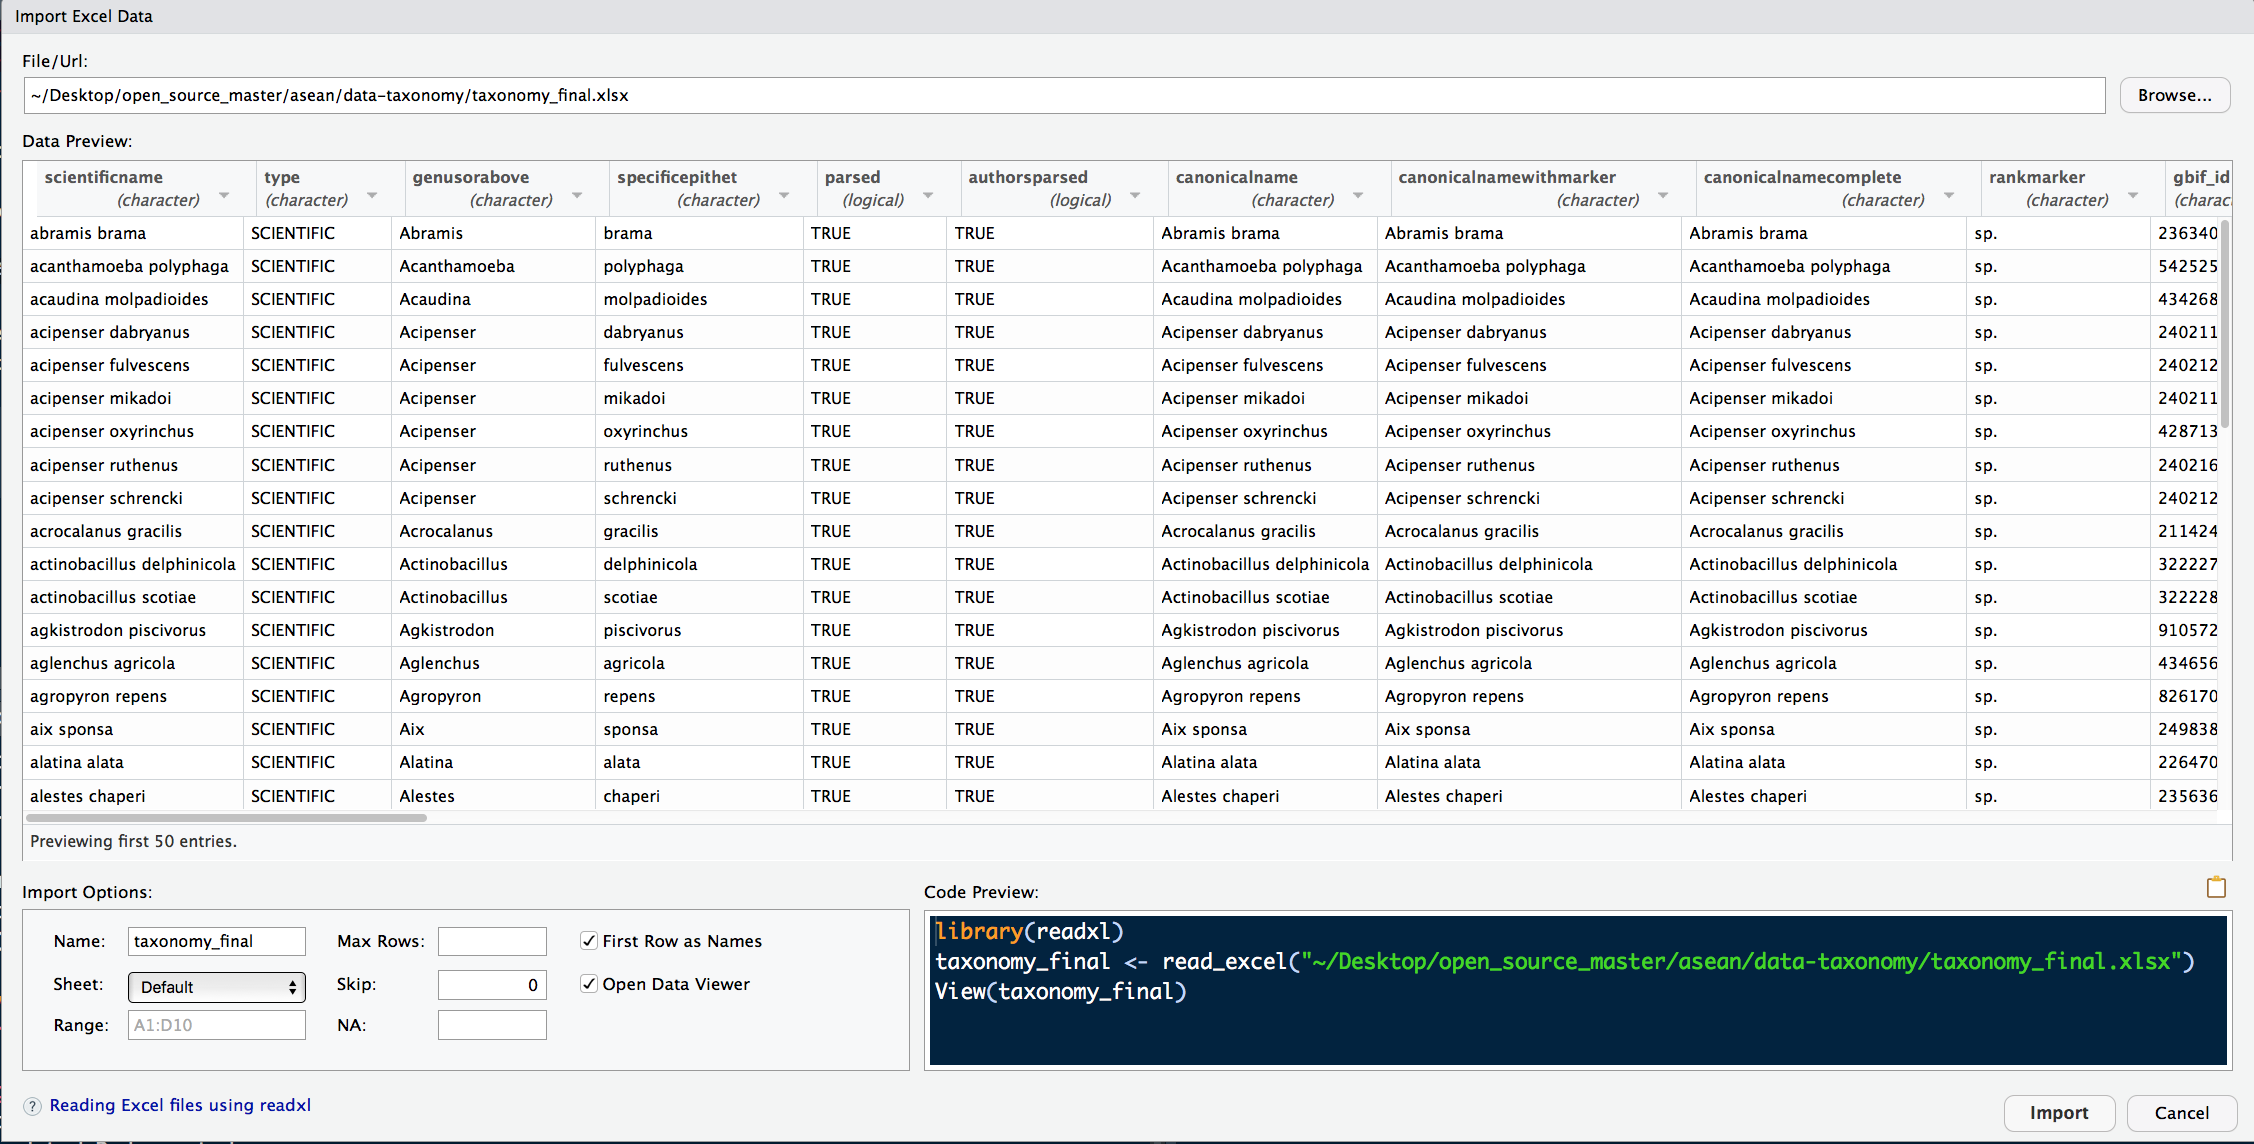 Import Excel Data
File/Url:
~/Desktop/open_source_master/asean/data-taxonomy/taxonomy_final.xlsx
Browse...
Data Preview:
scientificname type genusorabove specificepithet parsed authorsparsed canonicalname canonicalnamewithmarker canonicalnamecomplete rankmarker gbif_id
(character) (character) (character) (character) (logical) (logical) (character) (character) (character) (character) (charac
abramis brama SCIENTIFIC Abramis brama TRUE TRUE Abramis brama Abramis brama Abramis brama sp. 236340
acanthamoeba polyphaga SCIENTIFIC Acanthamoeba polyphaga TRUE TRUE Acanthamoeba polyphaga Acanthamoeba polyphaga Acanthamoeba polyphaga sp. 542525
acaudina molpadioides SCIENTIFIC Acaudina molpadioides TRUE TRUE Acaudina molpadioides Acaudina molpadioides Acaudina molpadioides sp. 434268
acipenser dabryanus SCIENTIFIC Acipenser dabryanus TRUE TRUE Acipenser dabryanus Acipenser dabryanus Acipenser dabryanus sp. 240211
acipenser fulvescens SCIENTIFIC Acipenser fulvescens TRUE TRUE Acipenser fulvescens Acipenser fulvescens Acipenser fulvescens sp. 240212
acipenser mikadoi SCIENTIFIC Acipenser mikadoi TRUE TRUE Acipenser mikadoi Acipenser mikadoi Acipenser mikadoi sp. 240211
acipenser oxyrinchus SCIENTIFIC Acipenser oxyrinchus TRUE TRUE Acipenser oxyrinchus Acipenser oxyrinchus Acipenser oxyrinchus sp. 428713
acipenser ruthenus SCIENTIFIC Acipenser ruthenus TRUE TRUE Acipenser ruthenus Acipenser ruthenus Acipenser ruthenus sp. 240216
acipenser schrencki SCIENTIFIC Acipenser schrencki TRUE TRUE Acipenser schrencki Acipenser schrencki Acipenser schrencki sp. 240212
acrocalanus gracilis SCIENTIFIC Acrocalanus gracilis TRUE TRUE Acrocalanus gracilis Acrocalanus gracilis Acrocalanus gracilis sp. 211424
actinobacillus delphinicola SCIENTIFIC Actinobacillus delphinicola TRUE TRUE Actinobacillus delphinicola Actinobacillus delphinicola Actinobacillus delphinicola sp. 322227
actinobacillus scotiae SCIENTIFIC Actinobacillus scotiae TRUE TRUE Actinobacillus scotiae Actinobacillus scotiae Actinobacillus scotiae sp. 322228
agkistrodon piscivorus SCIENTIFIC Agkistrodon piscivorus TRUE TRUE Agkistrodon piscivorus Agkistrodon piscivorus Agkistrodon piscivorus sp. 910572
aglenchus agricola SCIENTIFIC Aglenchus agricola TRUE TRUE Aglenchus agricola Aglenchus agricola Aglenchus agricola sp. 434656
agropyron repens SCIENTIFIC Agropyron repens TRUE TRUE Agropyron repens Agropyron repens Agropyron repens sp. 826170
aix sponsa SCIENTIFIC Aix sponsa TRUE TRUE Aix sponsa Aix sponsa Aix sponsa sp. 249838
alatina alata SCIENTIFIC Alatina alata TRUE TRUE Alatina alata Alatina alata Alatina alata sp. 226470
alestes chaperi SCIENTIFIC Alestes chaperi TRUE TRUE Alestes chaperi Alestes chaperi Alestes chaperi sp. 235636
Previewing first 50 entries.
Import Options:
Name: taxonomy_final Max Rows: First Row as Names
Sheet: Default Skip: 0 Open Data Viewer
Range: A1:D10 NA:
Code Preview:
library(readxl)
taxonomy_final <- read_excel("~/Desktop/open_source_master/asean/data-taxonomy/taxonomy_final.xlsx")
View(taxonomy_final)
? Reading Excel files using readxl
Import Cancel